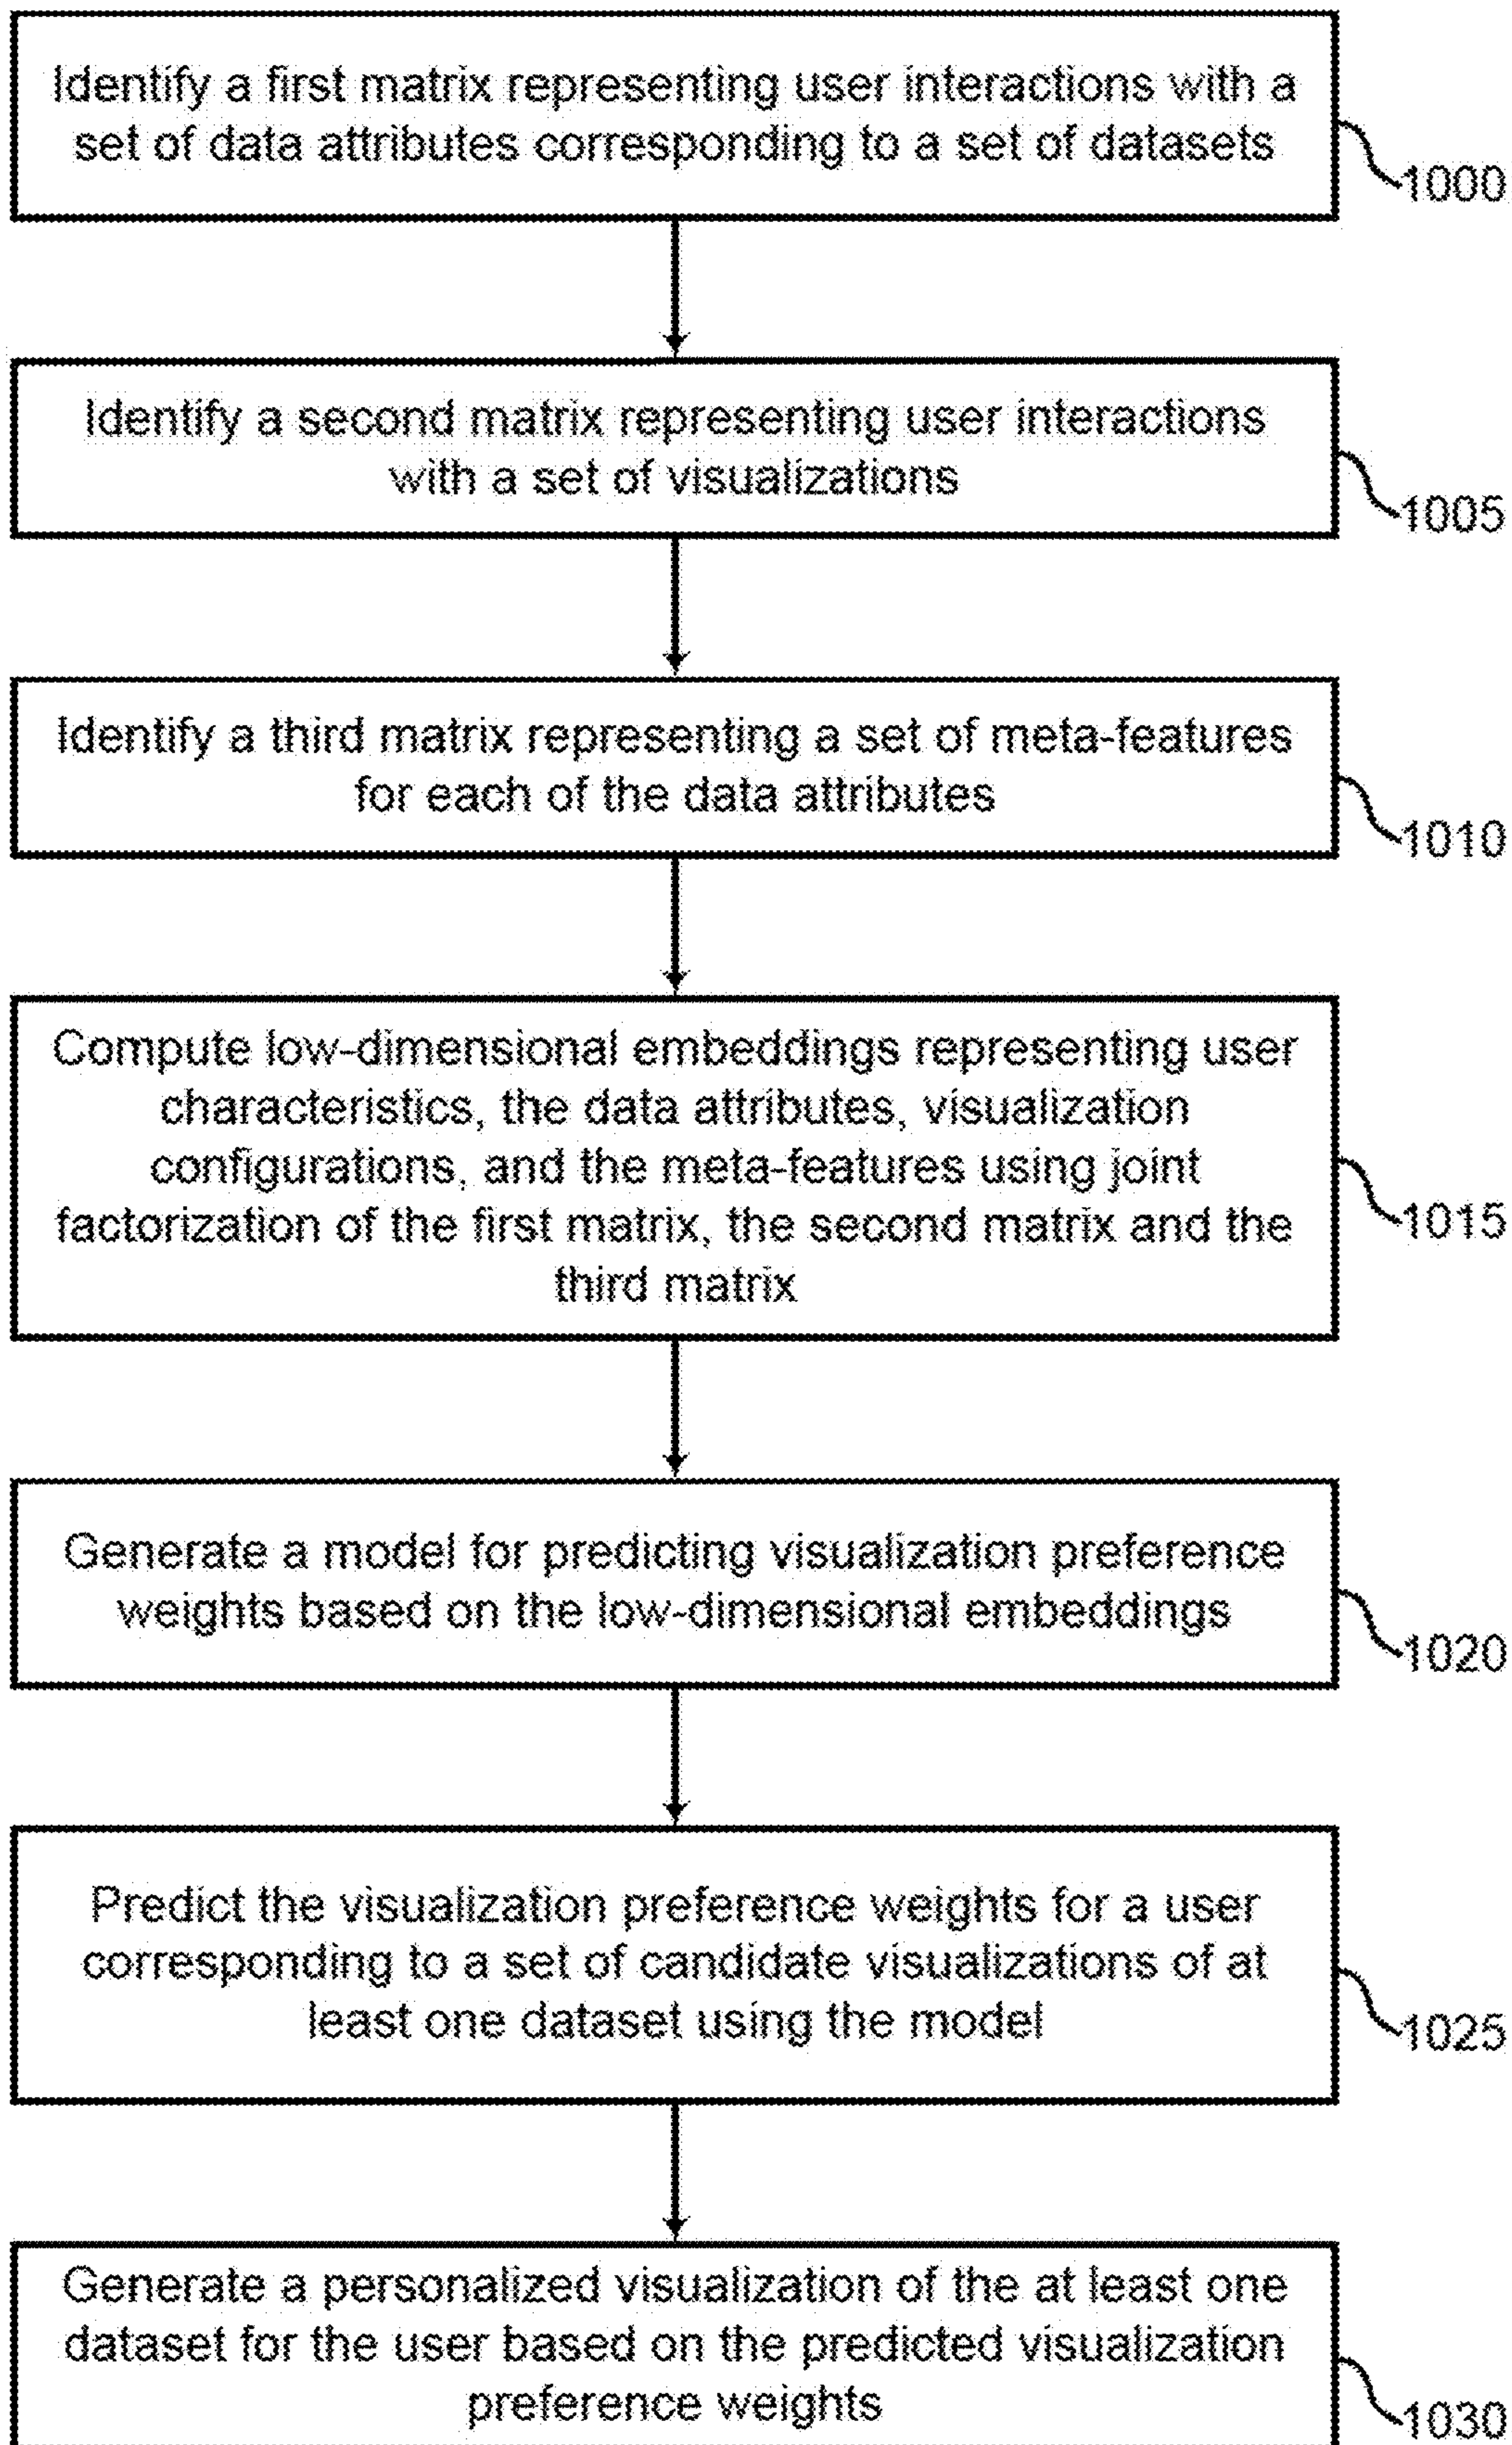 Identify a first matrix representing user interactions with a
set of data attributes corresponding to a set of datasets
1000
Identify a second matrix representing user interactions
with a set of visualizations
1005
Identify a third matrix representing a set of meta-features
for each of the data attributes
1010
Compute low-dimensional embeddings representing user
characteristics, the data attributes, visualization
configurations, and the meta-features using joint
factorization of the first matrix, the second matrix and the
third matrix
1015
Generate a model for predicting visualization preference
weights based on the low-dimensional embeddings
1020
Predict the visualization preference weights for a user
corresponding to a set of candidate visualizations of at
least one dataset using the model
1025
Generate a personalized visualization of the at least one
dataset for the user based on the predicted visualization
preference weights
1030